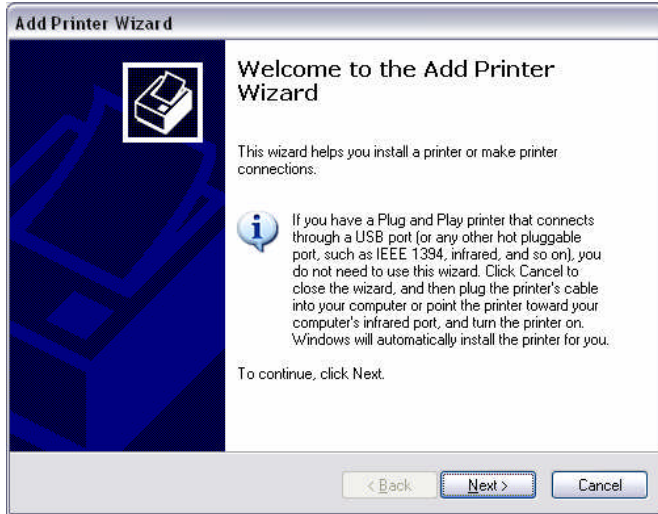 Add Printer Wizard
Welcome to the Add Printer
Wizard
This wizard helps you install a printer or make printer
connections.
If you have a Plug and Play printer that connects
through a USB port (or any other hot pluggable
port, such as IEEE 1394, infrared, and so on), you
do not need to use this wizard. Click Cancel to
close the wizard, and then plug the printer's cable
into your computer or point the printer toward your
computer's infrared port, and turn the printer on.
Windows will automatically install the printer for you.
To continue, click Next.
< Back Next > Cancel